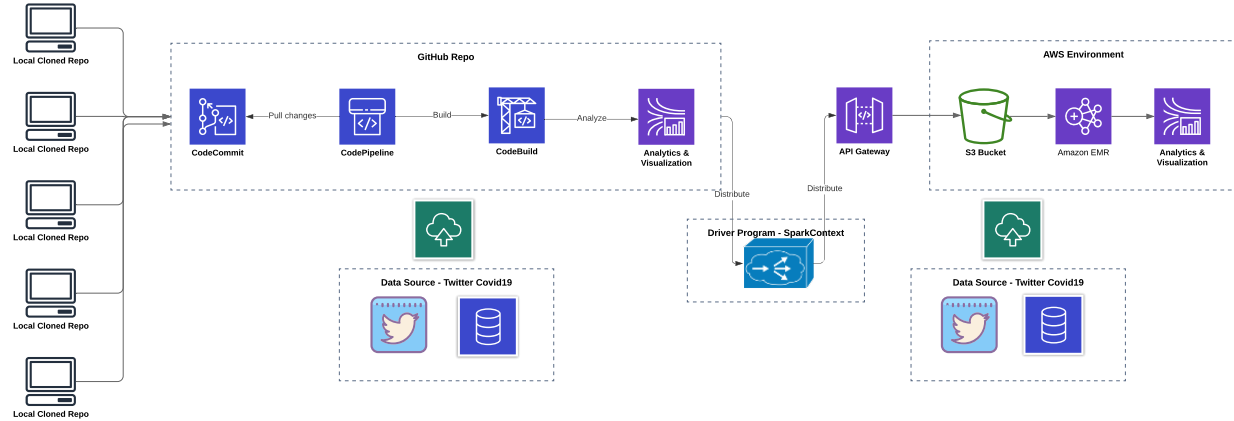 Local Cloned Repo
Local Cloned Repo
Local Cloned Repo
Local Cloned Repo
Local Cloned Repo
GitHub Repo
CodeCommit
Pull changes
CodePipeline
Build
CodeBuild
Analyze
Analytics &
Visualization
Distribute
Driver Program - SparkContext
Distribute
API Gateway
AWS Environment
S3 Bucket
Amazon EMR
Analytics &
Visualization
Data Source - Twitter Covid19
Data Source - Twitter Covid19